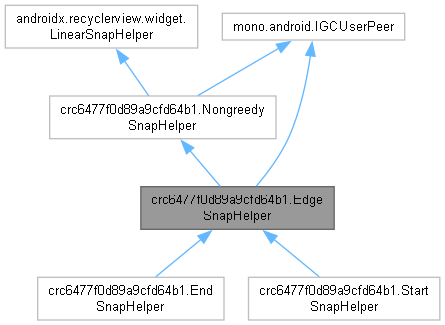 androidx.recyclerview.widget.
LinearSnapHelper
mono.android.IGCUserPeer
crc6477f0d89a9cfd64b1.Nongreedy
SnapHelper
crc6477f0d89a9cfd64b1.Edge
SnapHelper
crc6477f0d89a9cfd64b1.End
SnapHelper
crc6477f0d89a9cfd64b1.Start
SnapHelper